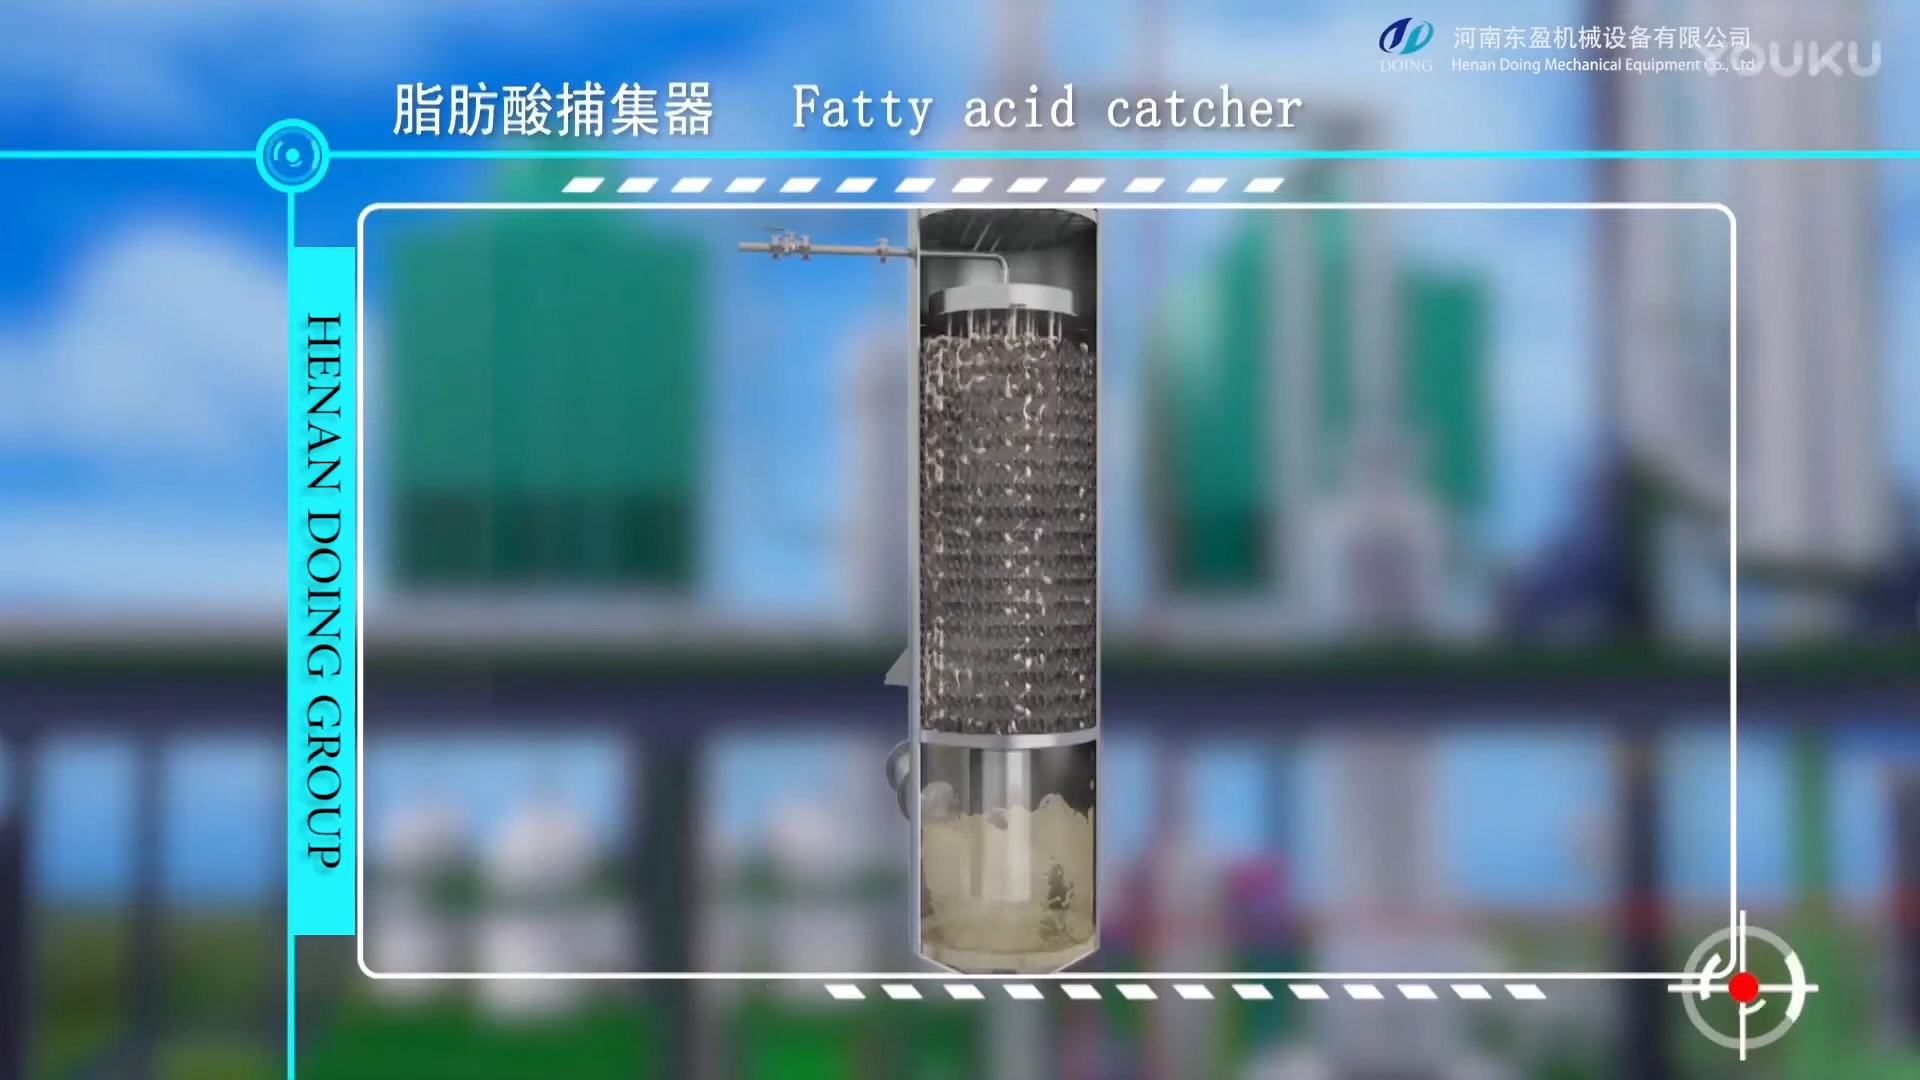 河南东盈机械设备有限公司
DOING
Henan Doing Mechanical Equipment Co., Ltd
YOUKU
脂肪酸捕集器 Fatty acid catcher
HENAN DOING GROUP